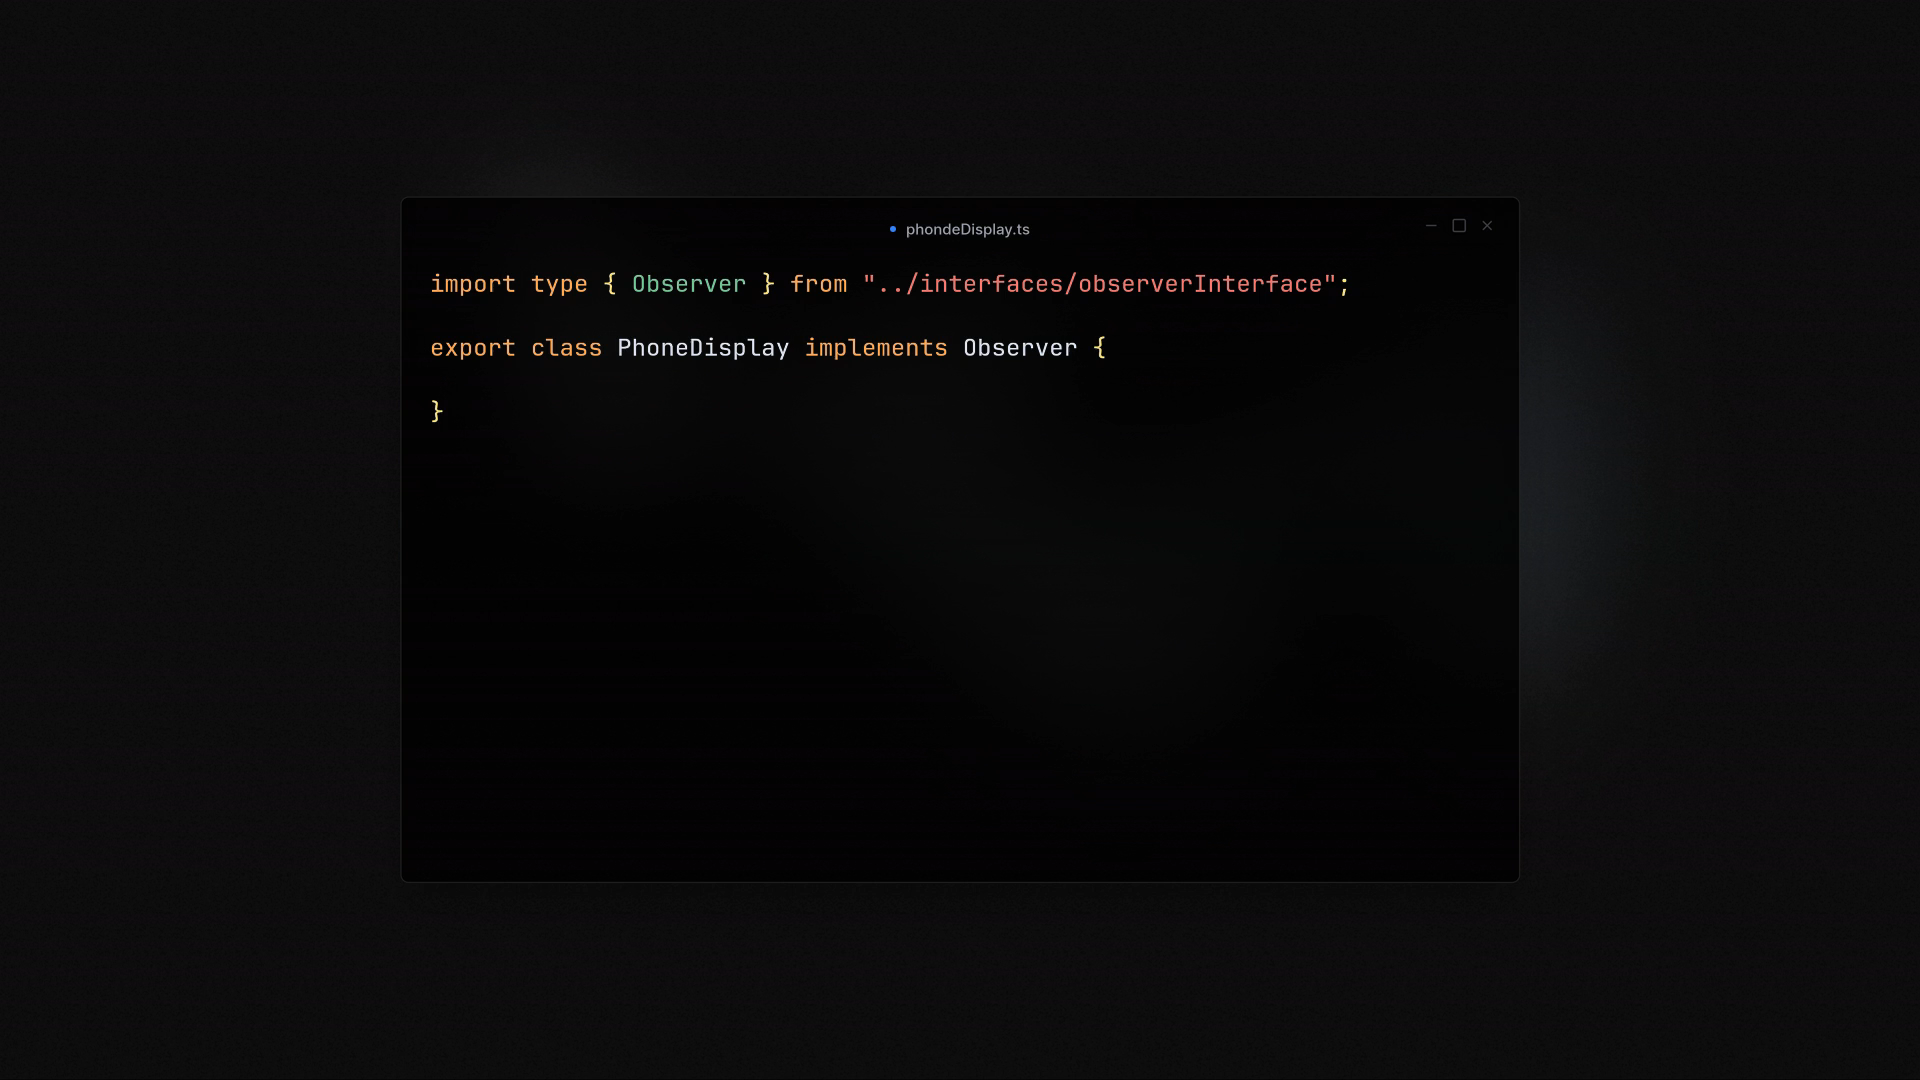 phondeDisplay.ts
import type { Observer } from "../interfaces/observerInterface";
export class PhoneDisplay implements Observer {
}